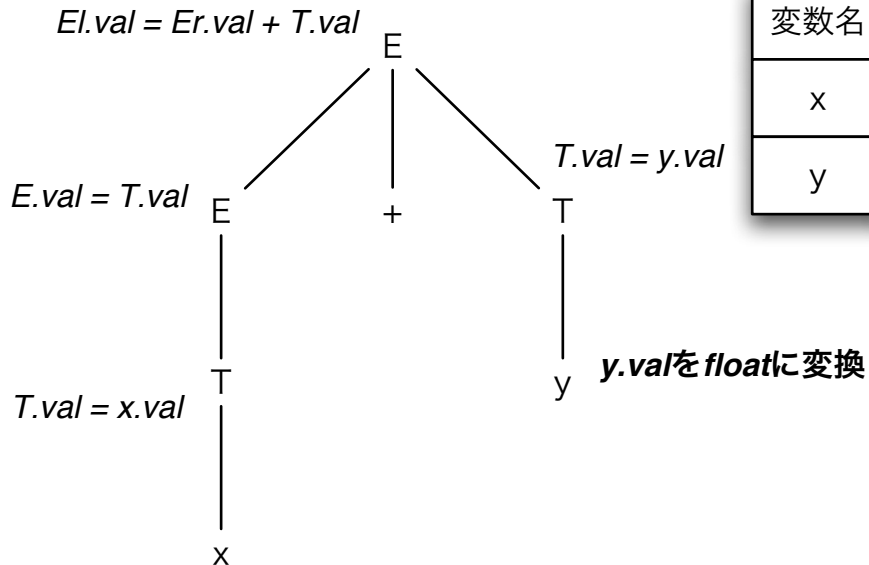 El.val = Er.val + T.val
E
変数名
x
y
T.val = y.val
E.val = T.val
E
+
T
y.valをfloatに変換
T
y
T.val = x.val
x